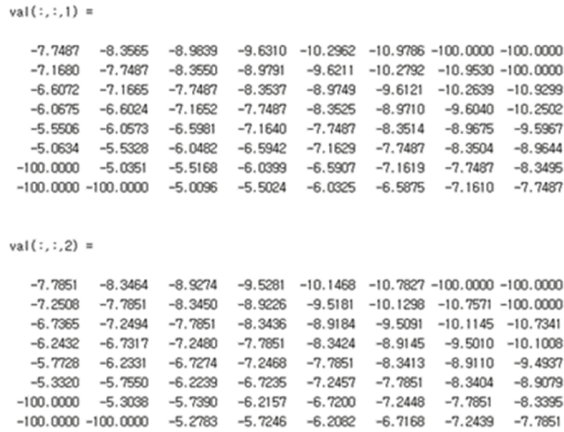 val(:,:,1) =
-7.7487 -8.3565 -8.9839 -9.6310 -10.2962 -10.9786 -100.0000 -100.0000
-7.1680 -7.7487 -8.3550 -8.9791 -9.6211 -10.2792 -10.9530 -100.0000
-6.6072 -7.1665 -7.7487 -8.3537 -8.9749 -9.6121 -10.2639 -10.9299
-6.0675 -6.6024 -7.1652 -7.7487 -8.3525 -8.9710 -9.6040 -10.2502
-5.5506 -6.0573 -6.5981 -7.1640 -7.7487 -8.3514 -8.9675 -9.5967
-5.0634 -5.5328 -6.0482 -6.5942 -7.1629 -7.7487 -8.3504 -8.9644
-100.0000 -5.0351 -5.5168 -6.0399 -6.5907 -7.1619 -7.7487 -8.3495
-100.0000 -100.0000 -5.0096 -5.5024 -6.0325 -6.5875 -7.1610 -7.7487
val(:,:,2) =
-7.7851 -8.3464 -8.9274 -9.5281 -10.1468 -10.7827 -100.0000 -100.0000
-7.2508 -7.7851 -8.3450 -8.9226 -9.5181 -10.1298 -10.7571 -100.0000
-6.7365 -7.2494 -7.7851 -8.3436 -8.9184 -9.5091 -10.1145 -10.7341
-6.2432 -6.7317 -7.2480 -7.7851 -8.3424 -8.9145 -9.5010 -10.1008
-5.7728 -6.2331 -6.7274 -7.2468 -7.7851 -8.3413 -8.9110 -9.4937
-5.3320 -5.7550 -6.2239 -6.7235 -7.2457 -7.7851 -8.3404 -8.9079
-100.0000 -5.3038 -5.7390 -6.2157 -6.7200 -7.2448 -7.7851 -8.3395
-100.0000 -100.0000 -5.2783 -5.7246 -6.2082 -6.7168 -7.2439 -7.7851